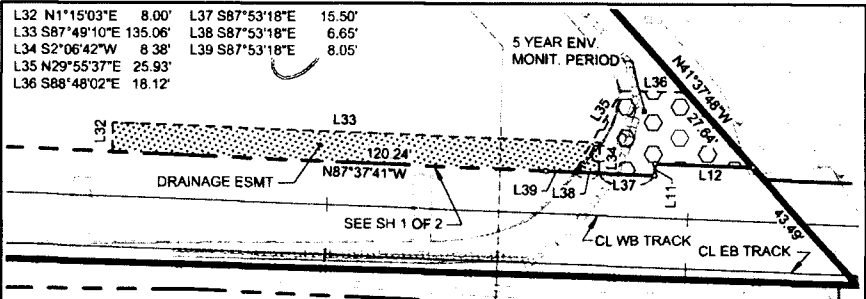 L32 N1°15'03"E 8.00' L37 S87°53'18"E 15.50'
L33 S87°49'10"E 135.06' L38 S87°53'18"E 6.65'
L34 S2°06'42"W 8.38' L39 S87°53'18"E 8.05'
L35 N29°55'37"E 25.93'
L36 S88°48'02"E 18.12'
5 YEAR ENV.
MONIT. PERIOD
L36
N41°37'48"W
27.64'
L35
L33
L32
L34
120.24'
DRAINAGE ESMT
N87°37'41"W
L39
L38
L37
L11
L12
SEE SH 1 OF 2
CL WB TRACK
43.49'
CL EB TRACK